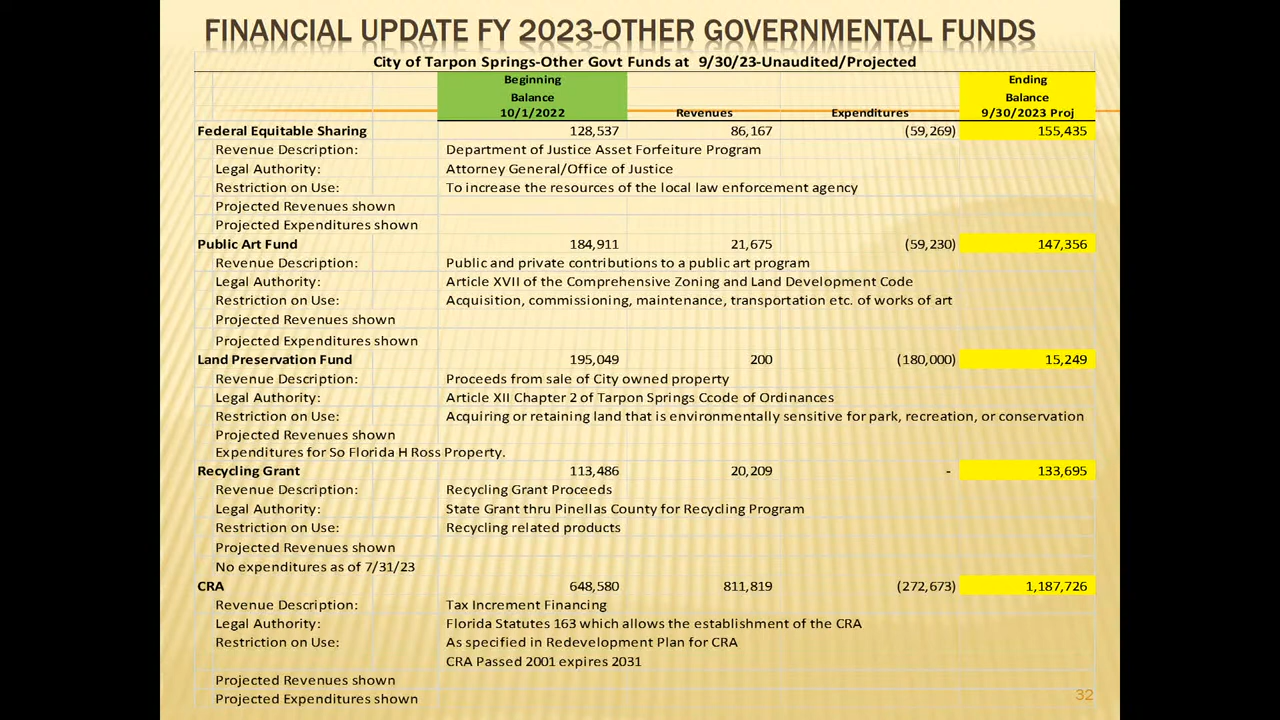 FINANCIAL UPDATE FY 2023-OTHER GOVERNMENTAL FUNDS
City of Tarpon Springs-Other Govt Funds at 9/30/23-Unaudited/Projected
Beginning Ending
Balance Balance
10/1/2022 Revenues Expenditures 9/30/2023 Proj
Federal Equitable Sharing 128,537 86,167 (59,269) 155,435
Revenue Description: Department of Justice Asset Forfeiture Program
Legal Authority: Attorney General/Office of Justice
Restriction on Use: To increase the resources of the local law enforcement agency
Projected Revenues shown
Projected Expenditures shown
Public Art Fund 184,911 21,675 (59,230) 147,356
Revenue Description: Public and private contributions to a public art program
Legal Authority: Article XVII of the Comprehensive Zoning and Land Development Code
Restriction on Use: Acquisition, commissioning, maintenance, transportation etc. of works of art
Projected Revenues shown
Projected Expenditures shown
Land Preservation Fund 195,049 200 (180,000) 15,249
Revenue Description: Proceeds from sale of City owned property
Legal Authority: Article XII Chapter 2 of Tarpon Springs Ccode of Ordinances
Restriction on Use: Acquiring or retaining land that is environmentally sensitive for park, recreation, or conservation
Projected Revenues shown
Expenditures for So Florida H Ross Property.
Recycling Grant 113,486 20,209 - 133,695
Revenue Description: Recycling Grant Proceeds
Legal Authority: State Grant thru Pinellas County for Recycling Program
Restriction on Use: Recycling related products
Projected Revenues shown
No expenditures as of 7/31/23
CRA 648,580 811,819 (272,673) 1,187,726
Revenue Description: Tax Increment Financing
Legal Authority: Florida Statutes 163 which allows the establishment of the CRA
Restriction on Use: As specified in Redevelopment Plan for CRA
CRA Passed 2001 expires 2031
Projected Revenues shown
Projected Expenditures shown
32